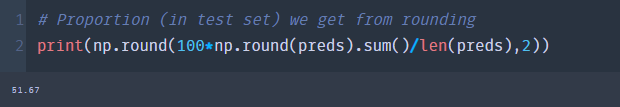 1 # Proportion (in test set) we get from rounding
2 print(np.round(100*np.round(preds).sum()/len(preds),2))
51.67